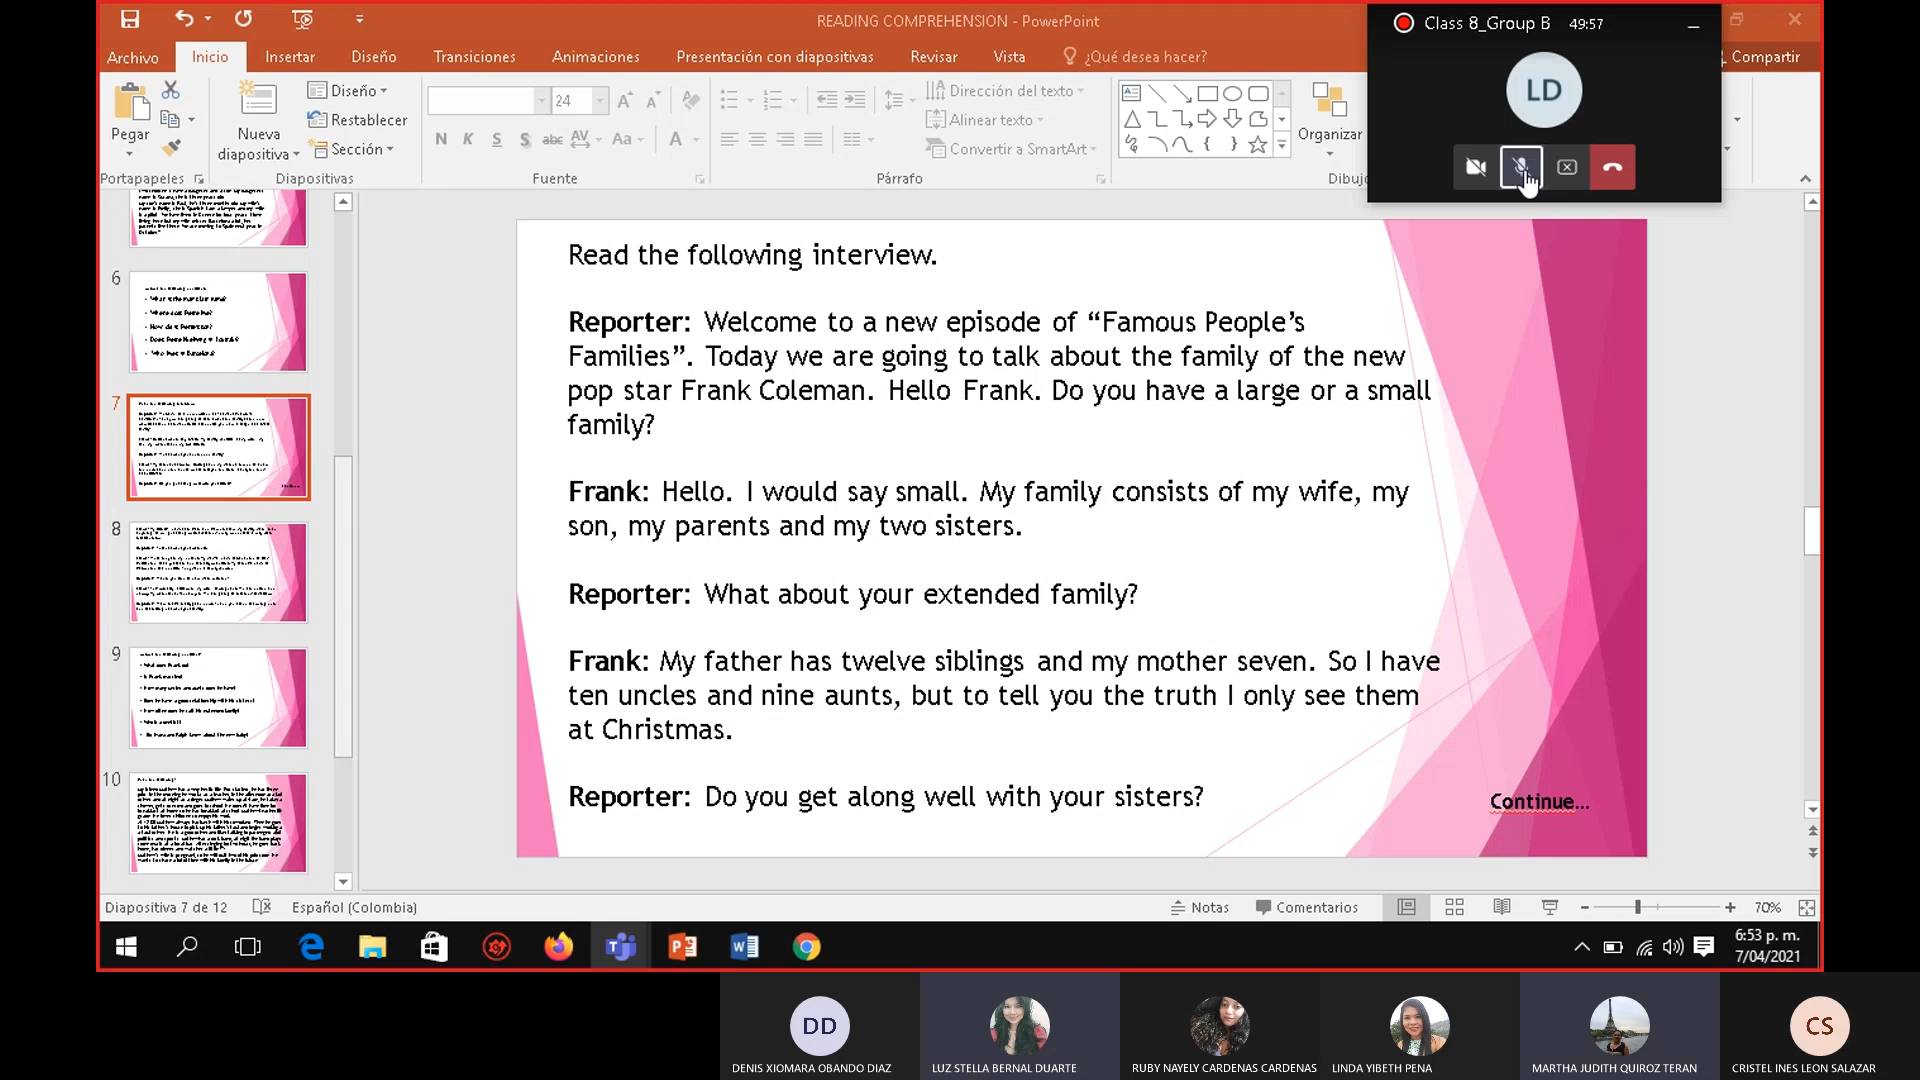 READING COMPREHENSION - PowerPoint
Class 8_Group B 49:57
Archivo Inicio Insertar Diseño Transiciones Animaciones Presentación con diapositivas Revisar Vista ¿Qué desea hacer? Compartir
LD
Pegar
Nueva diapositiva
Diseño
Restablecer
Sección
24
N K S S abc AV Aa A
Dirección del texto
Alinear texto
Convertir a SmartArt
Organizar
Portapapeles Diapositivas Fuente Párrafo Dibujo
6
7
8
9
10
Read the following interview.
Reporter: Welcome to a new episode of “Famous People’s
Families”. Today we are going to talk about the family of the new
pop star Frank Coleman. Hello Frank. Do you have a large or a small
family?
Frank: Hello. I would say small. My family consists of my wife, my
son, my parents and my two sisters.
Reporter: What about your extended family?
Frank: My father has twelve siblings and my mother seven. So I have
ten uncles and nine aunts, but to tell you the truth I only see them
at Christmas.
Reporter: Do you get along well with your sisters?
Continue…
Diapositiva 7 de 12 Español (Colombia) Notas Comentarios 70%
6:53 p. m.
7/04/2021
DD
CS
DENIS XIOMARA OBANDO DIAZ
LUZ STELLA BERNAL DUARTE
RUBY NAYELY CARDENAS CARDENAS
LINDA YIBETH PENA
MARTHA JUDITH QUIROZ TERAN
CRISTEL INES LEON SALAZAR